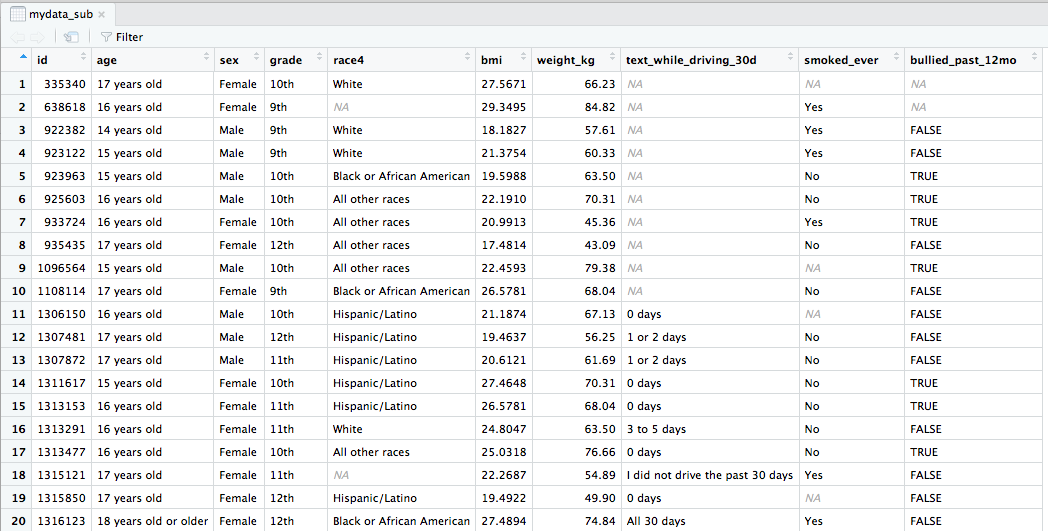 mydata_sub
Filter
id age sex grade race4 bmi weight_kg text_while_driving_30d smoked_ever bullied_past_12mo
1 335340 17 years old Female 10th White 27.5671 66.23 NA NA NA
2 638618 16 years old Female 9th NA 29.3495 84.82 NA Yes NA
3 922382 14 years old Male 9th White 18.1827 57.61 NA Yes FALSE
4 923122 15 years old Male 9th White 21.3754 60.33 NA Yes FALSE
5 923963 15 years old Male 10th Black or African American 19.5988 63.50 NA No TRUE
6 925603 16 years old Male 10th All other races 22.1910 70.31 NA No TRUE
7 933724 16 years old Female 10th All other races 20.9913 45.36 NA Yes TRUE
8 935435 17 years old Female 12th All other races 17.4814 43.09 NA No FALSE
9 1096564 15 years old Male 10th All other races 22.4593 79.38 NA NA TRUE
10 1108114 17 years old Female 9th Black or African American 26.5781 68.04 NA No FALSE
11 1306150 16 years old Male 10th Hispanic/Latino 21.1874 67.13 0 days NA FALSE
12 1307481 17 years old Male 12th Hispanic/Latino 19.4637 56.25 1 or 2 days No FALSE
13 1307872 17 years old Male 11th Hispanic/Latino 20.6121 61.69 1 or 2 days No FALSE
14 1311617 15 years old Female 10th Hispanic/Latino 27.4648 70.31 0 days No TRUE
15 1313153 16 years old Female 11th Hispanic/Latino 26.5781 68.04 0 days No TRUE
16 1313291 16 years old Female 11th White 24.8047 63.50 3 to 5 days No FALSE
17 1313477 16 years old Female 10th All other races 25.0318 76.66 0 days No TRUE
18 1315121 17 years old Female 11th NA 22.2687 54.89 I did not drive the past 30 days Yes FALSE
19 1315850 17 years old Female 12th Hispanic/Latino 19.4922 49.90 0 days NA FALSE
20 1316123 18 years old or older Female 12th Black or African American 27.4894 74.84 All 30 days Yes FALSE